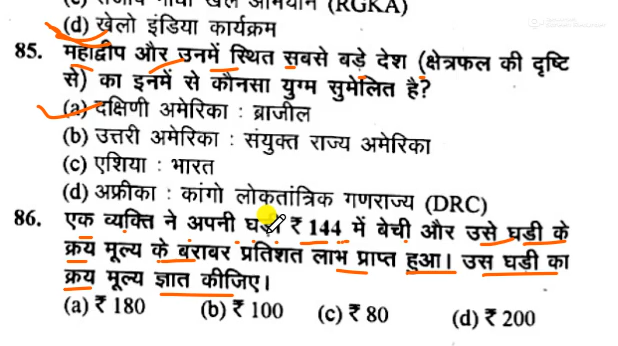 (c) राजीव गांधी खेल अभियान (RGKA)
(d) खेलो इंडिया कार्यक्रम
85. महाद्वीप और उनमें स्थित सबसे बड़े देश (क्षेत्रफल की दृष्टि
से) का इनमें से कौनसा युग्म सुमेलित है?
(a) दक्षिणी अमेरिका : ब्राजील
(b) उत्तरी अमेरिका : संयुक्त राज्य अमेरिका
(c) एशिया : भारत
(d) अफ्रीका : कांगो लोकतांत्रिक गणराज्य (DRC)
86. एक व्यक्ति ने अपनी घड़ी ₹ 144 में बेची और उसे घड़ी के
क्रय मूल्य के बराबर प्रतिशत लाभ प्राप्त हुआ। उस घड़ी का
क्रय मूल्य ज्ञात कीजिए।
(a) ₹ 180 (b) ₹ 100 (c) ₹ 80 (d) ₹ 200